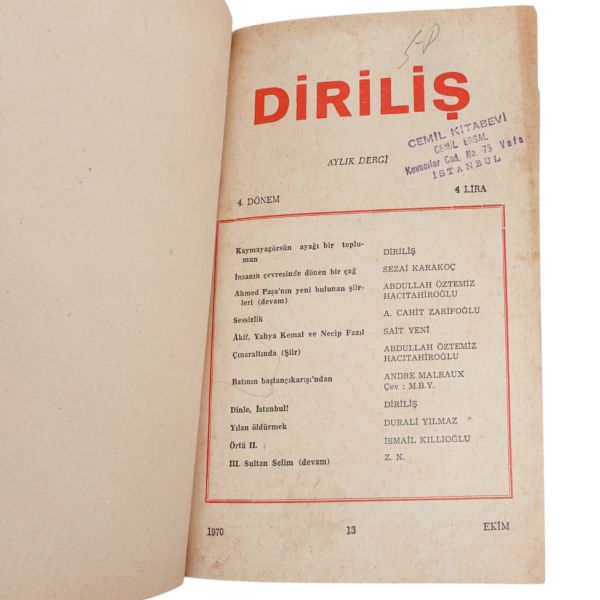 5-8
DİRİLİŞ
CEMİL KİTABEVİ
CEMİL ERSAL
Kovacılar Cad. No. 75 Vefa
İSTANBUL
AYLIK DERGİ
4. DÖNEM 4 LİRA
Kaymayagörsün ayağı bir toplu-
mun DİRİLİŞ
İnsanın çevresinde dönen bir çağ SEZAİ KARAKOÇ
Ahmed Paşa'nın yeni bulunan şiir- ABDULLAH ÖZTEMİZ
leri (devam) HACITAHİROĞLU
Sessizlik A. CAHİT ZARİFOĞLU
Âkif, Yahya Kemal ve Necip Fazıl SAİT YENİ
Çınaraltında (Şiir) ABDULLAH ÖZTEMİZ
HACITAHİROĞLU
Batının baştançıkarışı'ndan ANDRE MALRAUX
Çev : M.B.Y.
Dinle, İstanbul! DİRİLİŞ
Yılan öldürmek DURALİ YILMAZ
Örtü II. İSMAİL KILLIOĞLU
III. Sultan Selim (devam) Z. N.
1970 13 EKİM